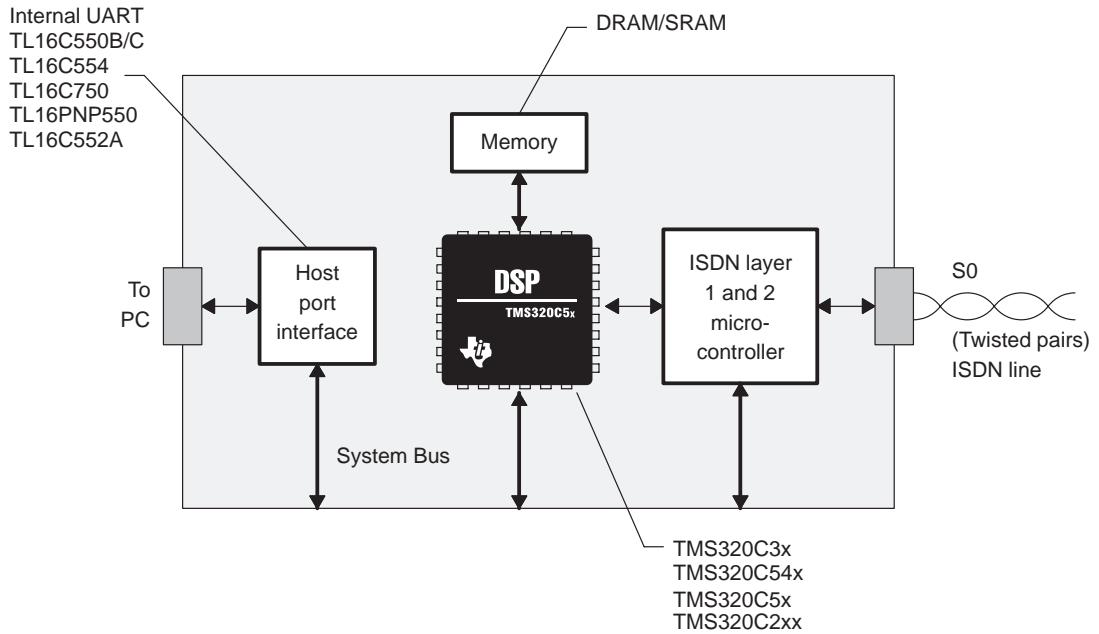 Internal UART
TL16C550B/C
TL16C554
TL16C750
TL16PNP550
TL16C552A
DRAM/SRAM
Memory
To
PC
Host
port
interface
DSP
TMS320C5x
ti
ISDN layer
1 and 2
micro-
controller
S0
(Twisted pairs)
ISDN line
System Bus
TMS320C3x
TMS320C54x
TMS320C5x
TMS320C2xx